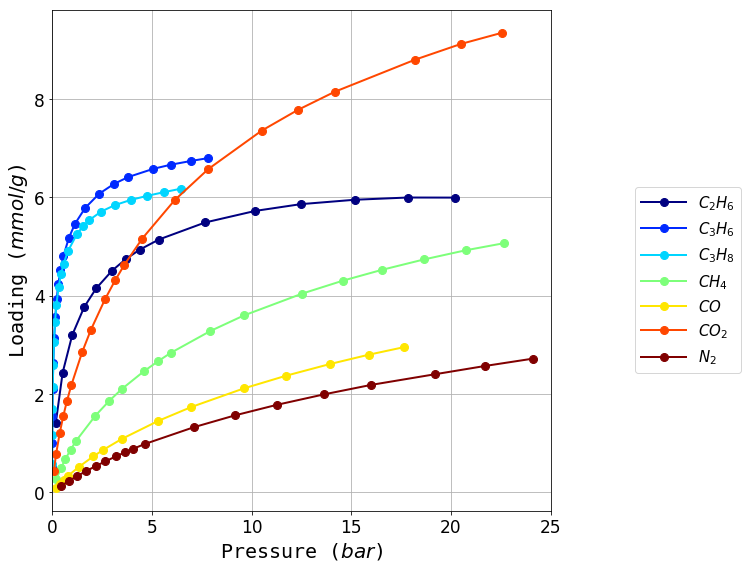 Loading (mmol/g)
8
6
4
2
0
0 5 10 15 20 25
Pressure (bar)
C₂H₆
C₃H₆
C₃H₈
CH₄
CO
CO₂
N₂